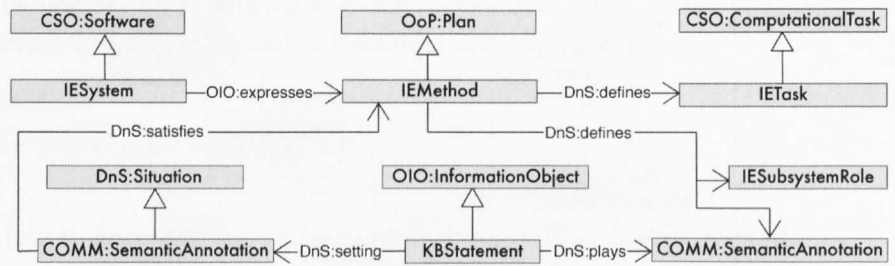 CSO:Software OoP:Plan CSO:ComputationalTask
IESystem OIO:expresses IEMethod DnS:defines IETask
DnS:satisfies DnS:defines
DnS:Situation OIO:InformationObject IESubsystemRole
COMM:SemanticAnnotation DnS:setting KBStatement DnS:plays COMM:SemanticAnnotation